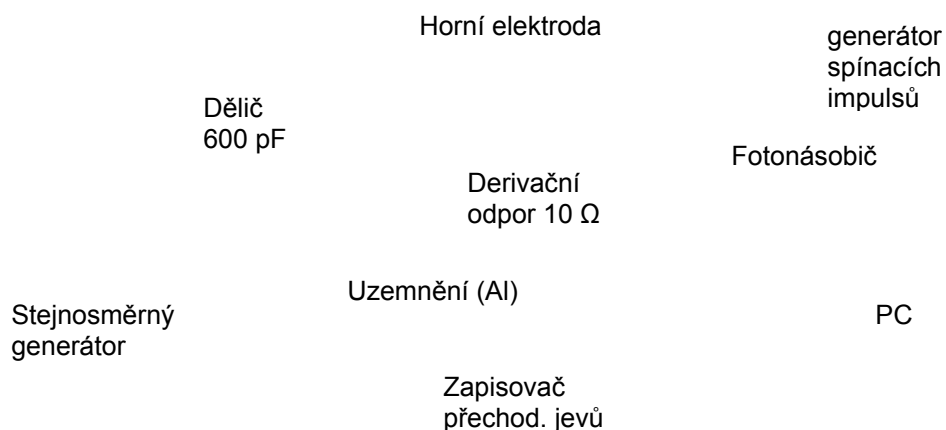 Horní elektroda
generátor
spínacích
impulsů
Dělič
600 pF
Fotonásobič
Derivační
odpor 10 Ω
Uzemnění (Al)
Stejnosměrný
generátor
PC
Zapisovač
přechod. jevů